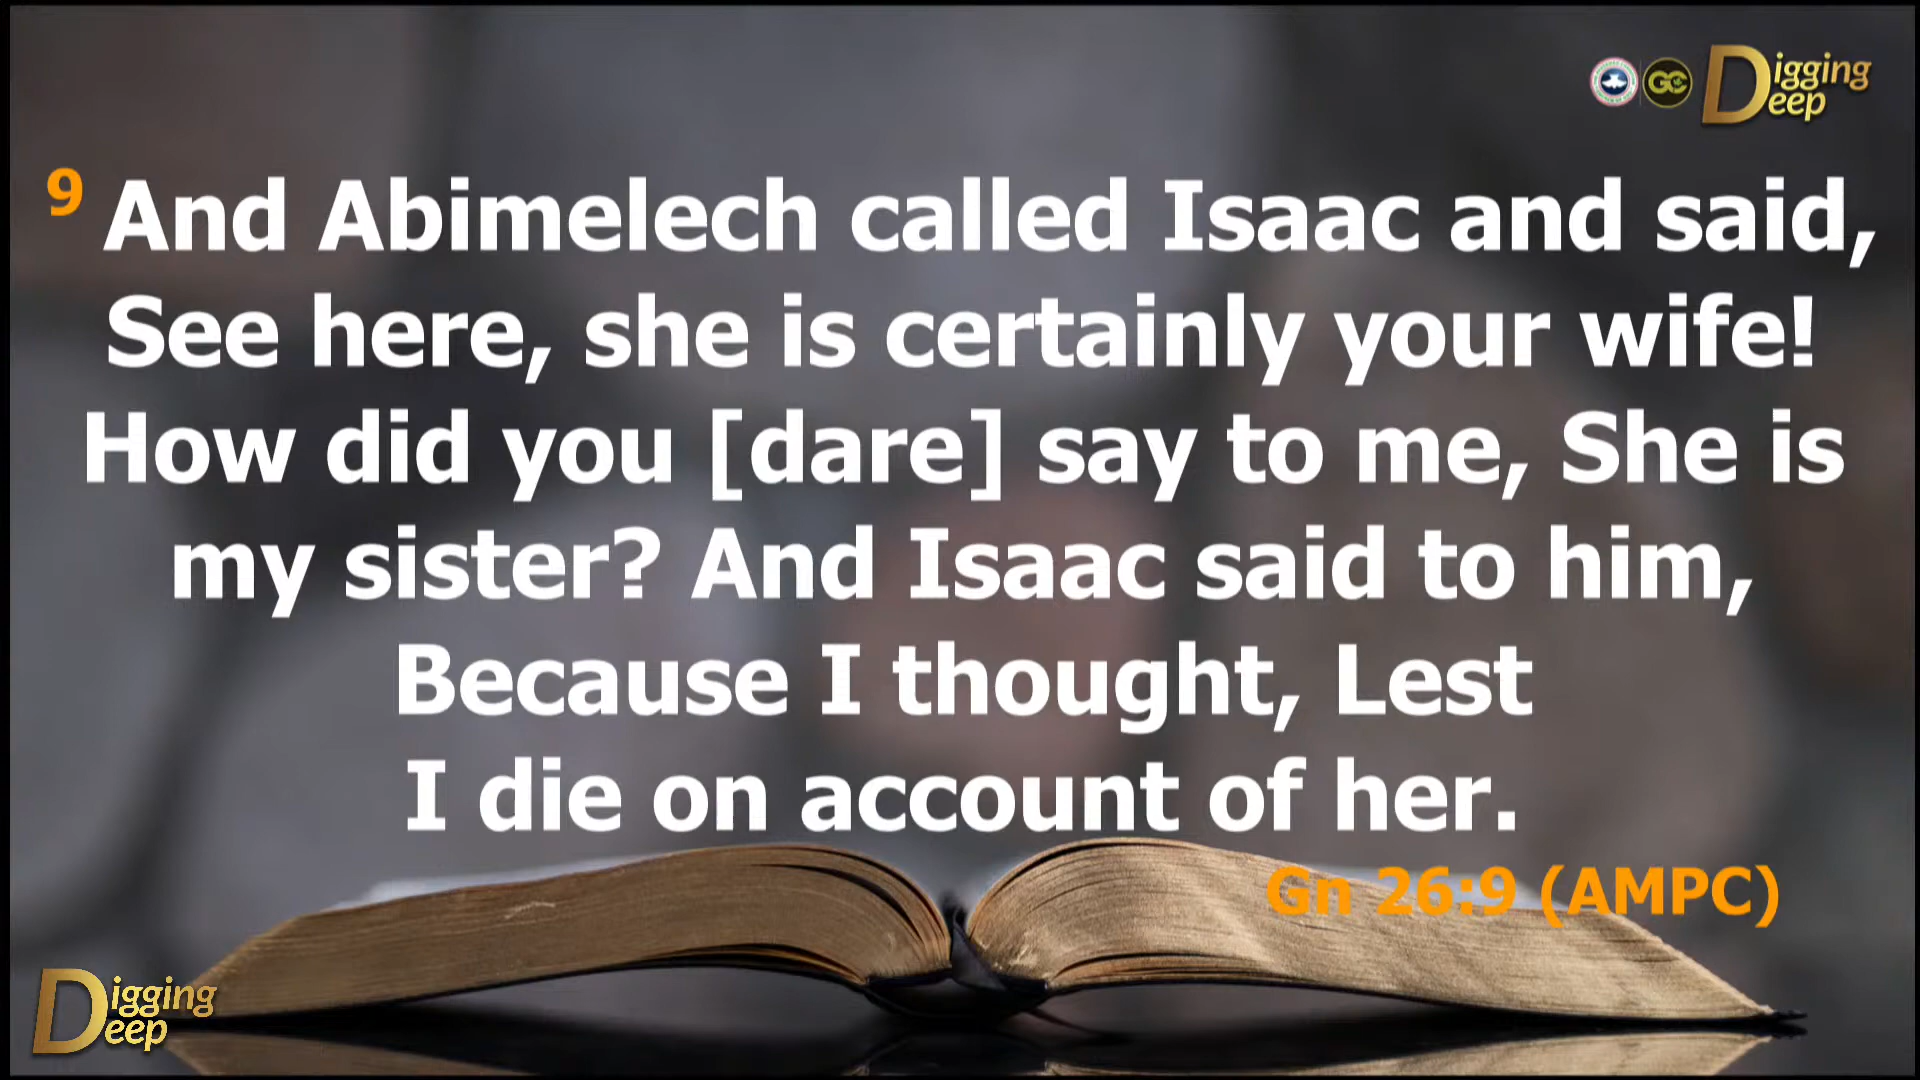 GC Digging
Deep
9 And Abimelech called Isaac and said,
See here, she is certainly your wife!
How did you [dare] say to me, She is
my sister? And Isaac said to him,
Because I thought, Lest
I die on account of her.
Gn 26:9 (AMPC)
Digging
Deep